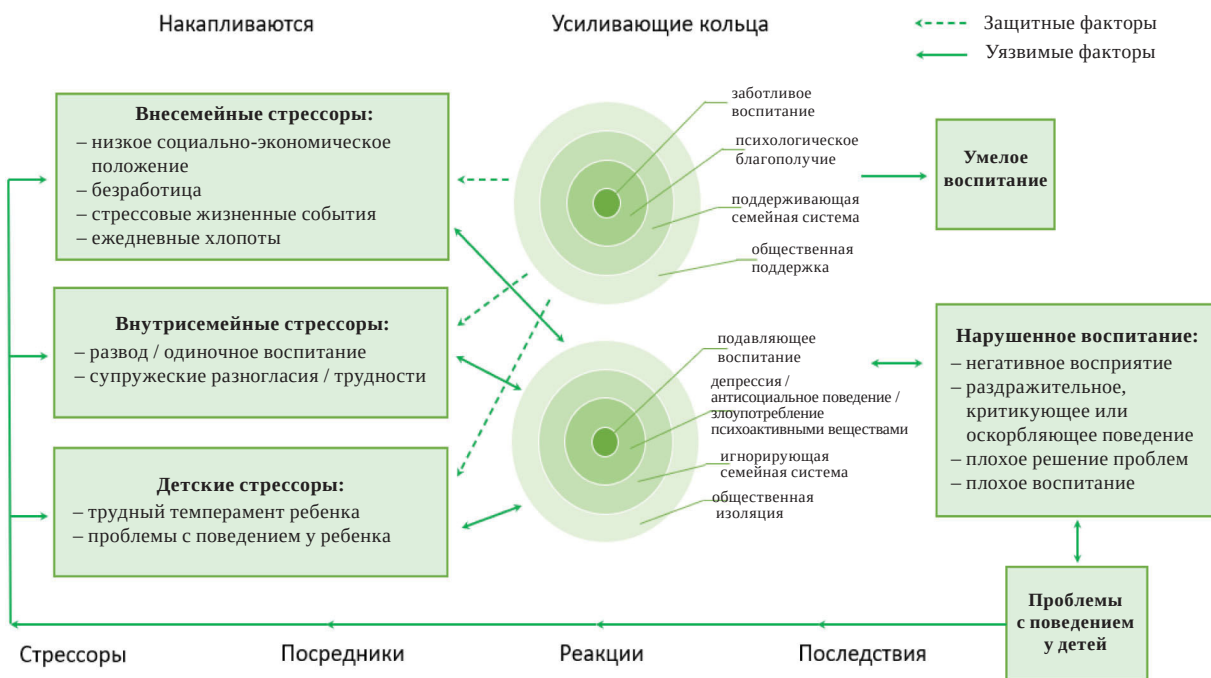 Накапливаются
Усиливающие кольца
Защитные факторы
Уязвимые факторы
Внесемейные стрессоры:
– низкое социально-экономическое
положение
– безработица
– стрессовые жизненные события
– ежедневные хлопоты
Внутрисемейные стрессоры:
– развод / одиночное воспитание
– супружеские разногласия / трудности
Детские стрессоры:
– трудный темперамент ребенка
– проблемы с поведением у ребенка
заботливое
воспитание
психологическое
благополучие
поддерживающая
семейная система
общественная
поддержка
подавляющее
воспитание
депрессия /
антисоциальное поведение /
злоупотребление
психоактивными веществами
игнорирующая
семейная система
общественная
изоляция
Умелое
воспитание
Нарушенное воспитание:
– негативное восприятие
– раздражительное,
критикующее или
оскорбляющее поведение
– плохое решение проблем
– плохое воспитание
Проблемы
с поведением
у детей
Стрессоры
Посредники
Реакции
Последствия